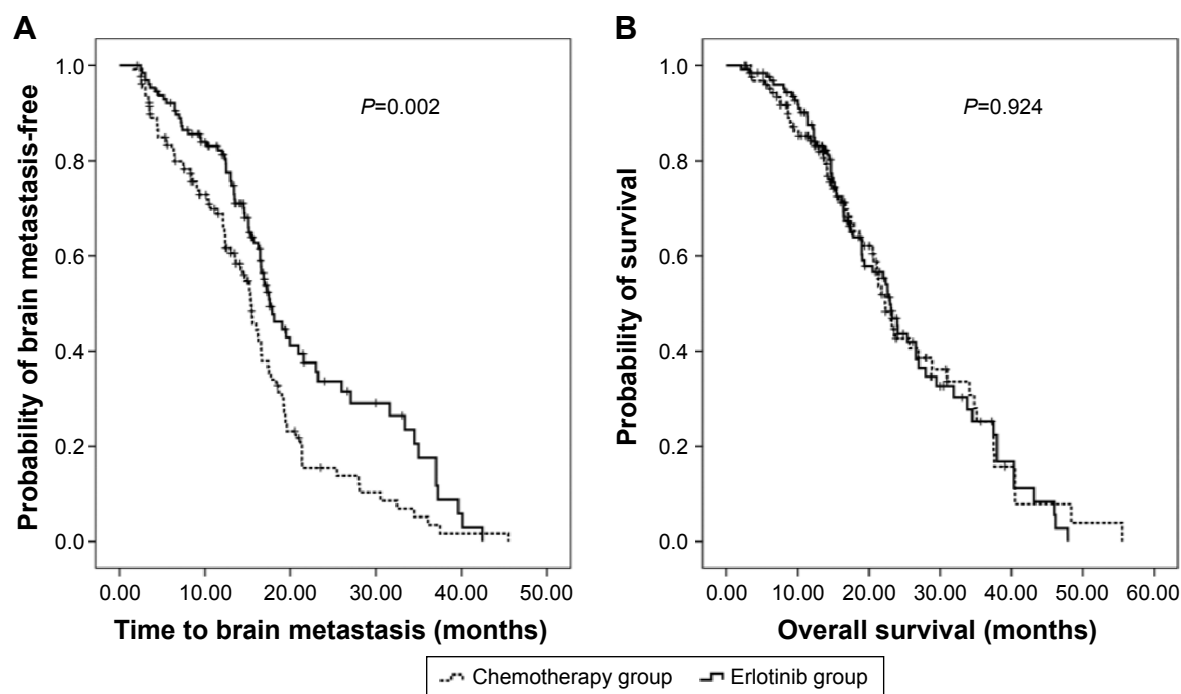 A
Probability of brain metastasis-free
1.0
0.8
0.6
0.4
0.2
0.0
P=0.002
0.00 10.00 20.00 30.00 40.00 50.00
Time to brain metastasis (months)
B
Probability of survival
1.0
0.8
0.6
0.4
0.2
0.0
P=0.924
0.00 10.00 20.00 30.00 40.00 50.00 60.00
Overall survival (months)
Chemotherapy group Erlotinib group